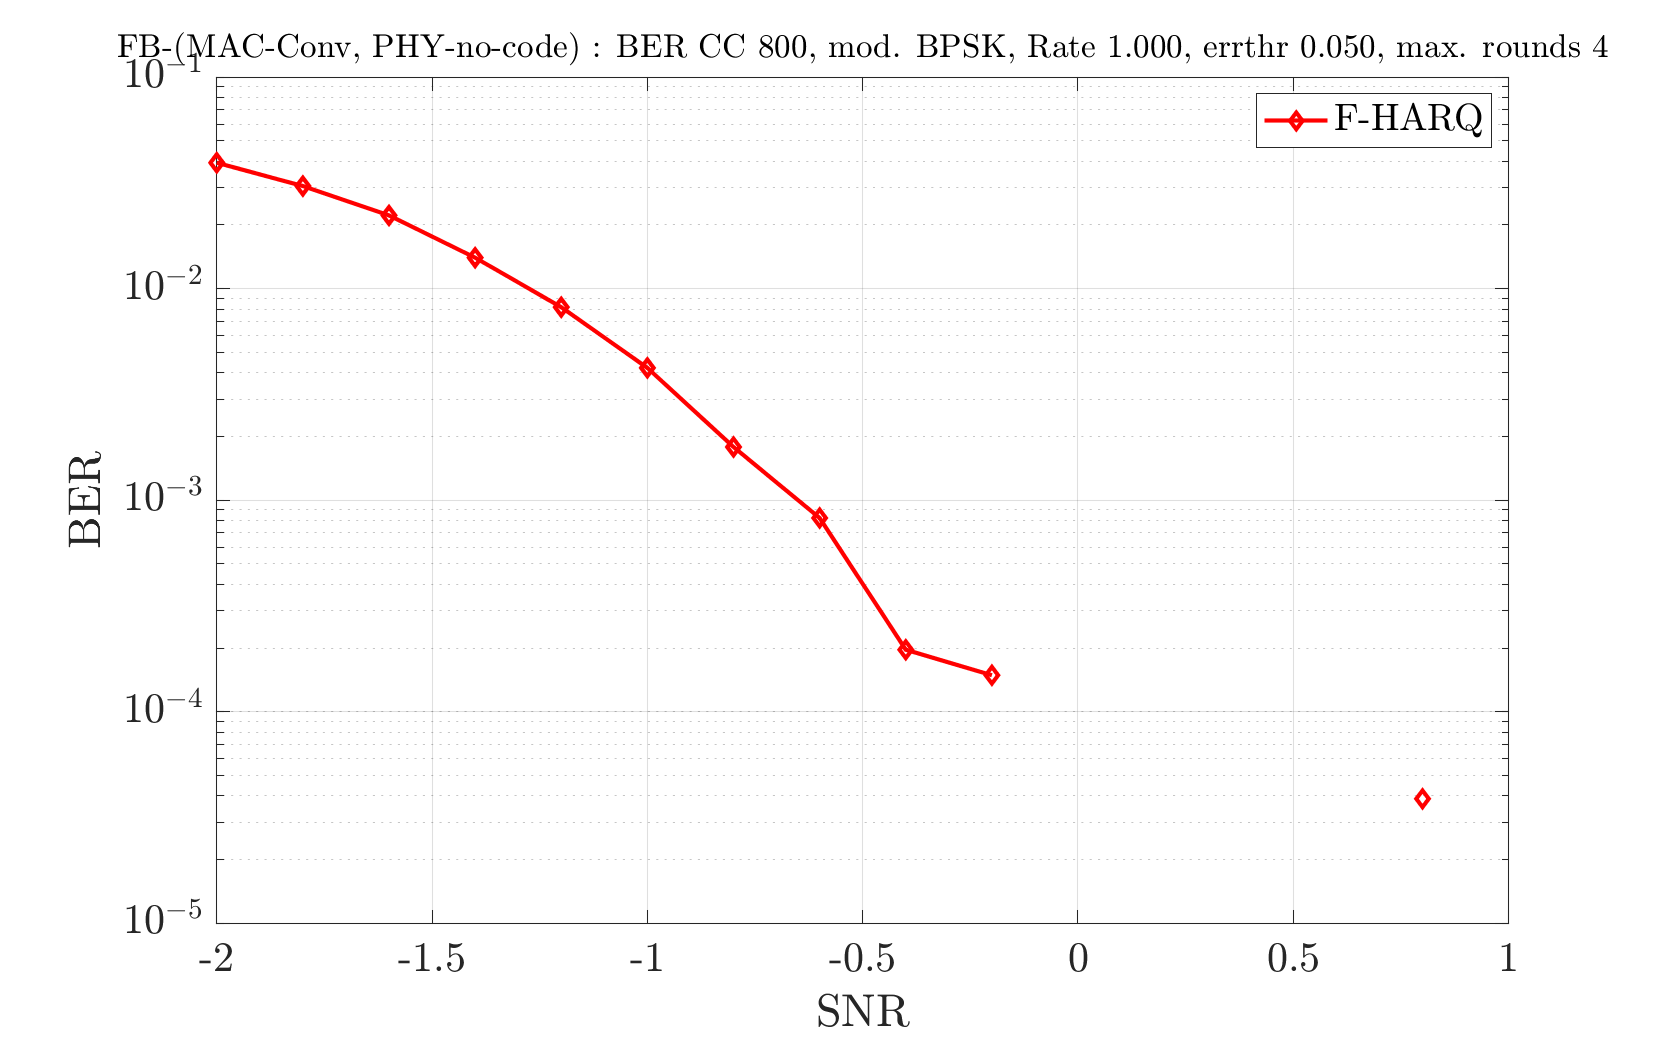 FB-(MAC-Conv, PHY-no-code) : BER CC 800, mod. BPSK, Rate 1.000, errthr 0.050, max. rounds 4
F-HARQ
10⁻¹
10⁻²
10⁻³
10⁻⁴
10⁻⁵
BER
-2 -1.5 -1 -0.5 0 0.5 1
SNR